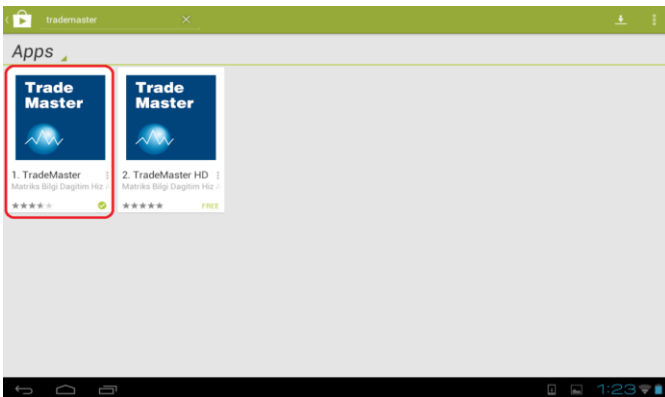 trademaster
Apps
Trade
Master
1. TradeMaster
Matriks Bilgi Dagitim Hiz
Trade
Master
2. TradeMaster HD
Matriks Bilgi Dagitim Hiz
FREE
1:23